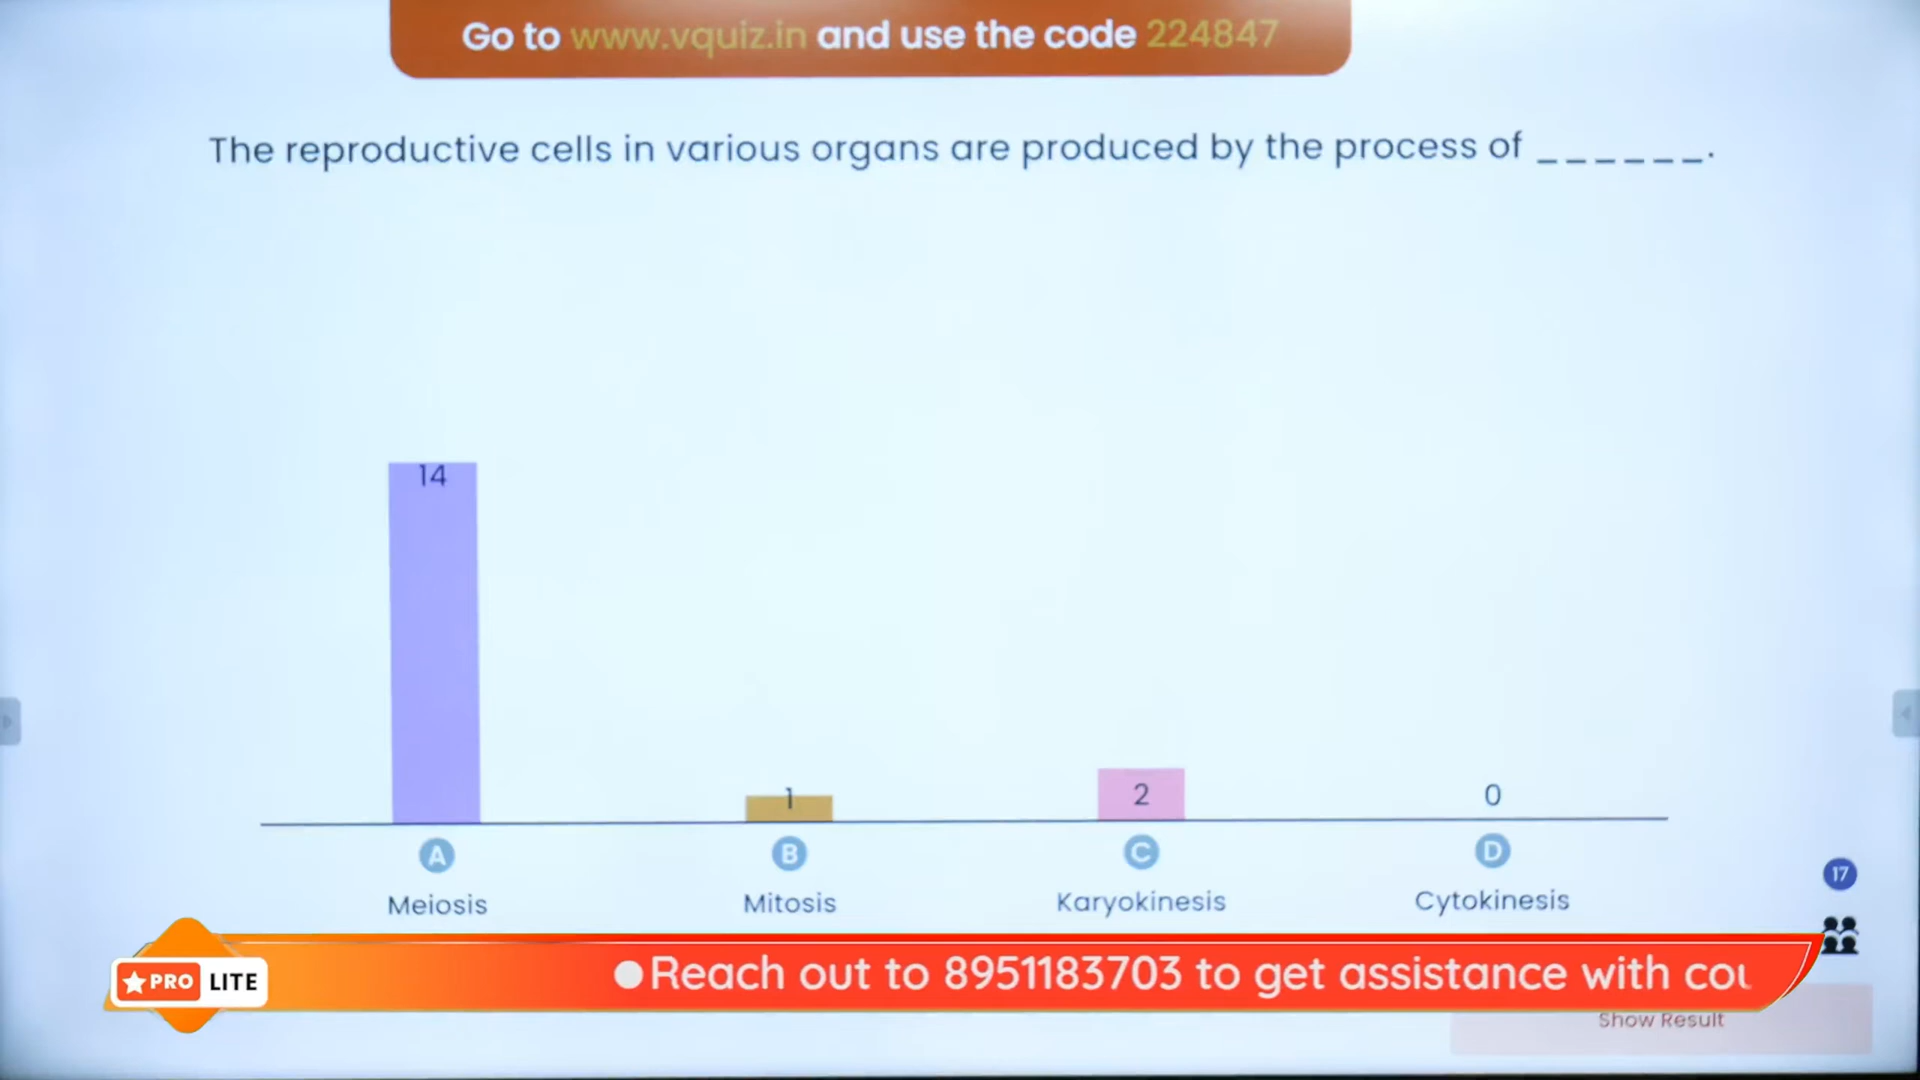 Go to www.vquiz.in and use the code 224847
The reproductive cells in various organs are produced by the process of ______.
14
1
2
0
A
B
C
D
Meiosis
Mitosis
Karyokinesis
Cytokinesis
17
PRO LITE
Reach out to 8951183703 to get assistance with cou
Show Result